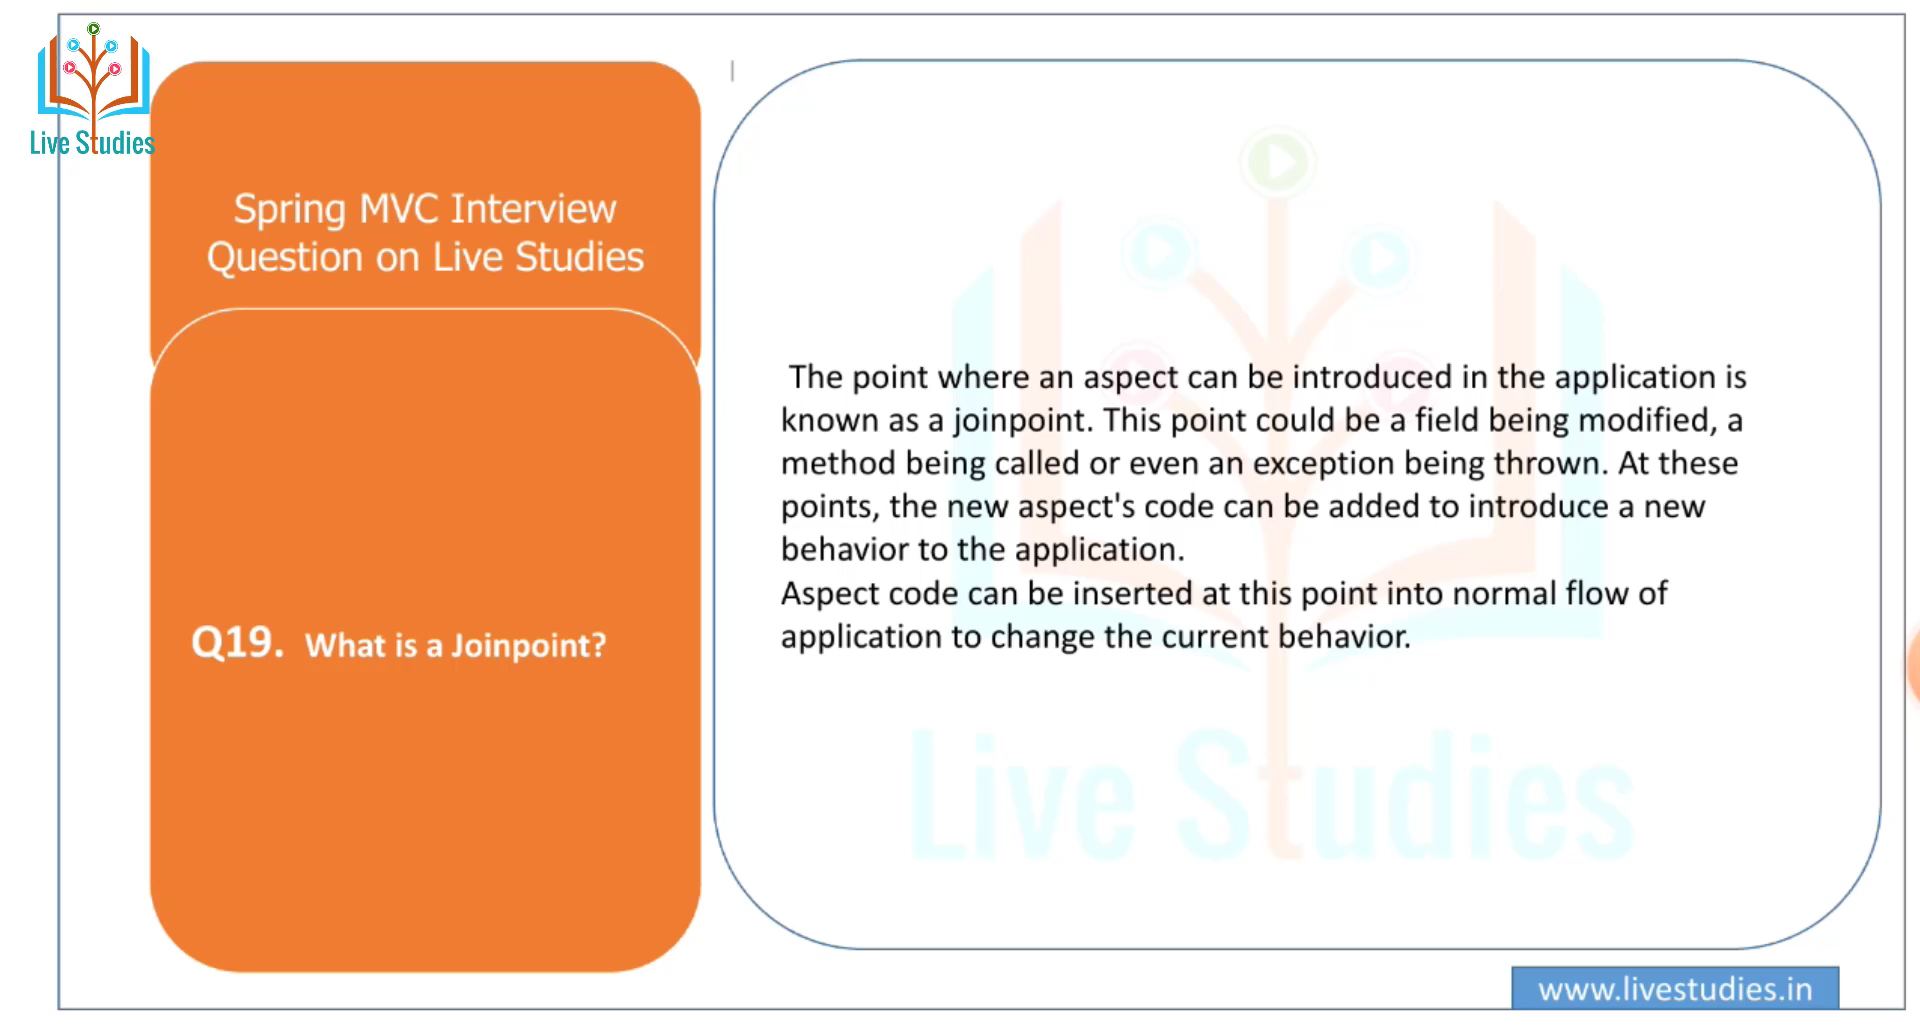 Live Studies
Spring MVC Interview
Question on Live Studies
Q19. What is a Joinpoint?
The point where an aspect can be introduced in the application is
known as a joinpoint. This point could be a field being modified, a
method being called or even an exception being thrown. At these
points, the new aspect's code can be added to introduce a new
behavior to the application.
Aspect code can be inserted at this point into normal flow of
application to change the current behavior.
Live Studies
www.livestudies.in